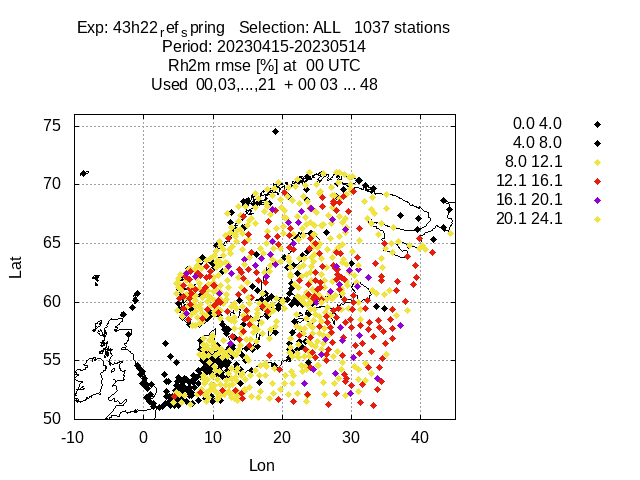 Exp: 43h22ref spring Selection: ALL 1037 stations
Period: 20230415-20230514
Rh2m rmse [%] at 00 UTC
Used 00,03,...,21 + 00 03 ... 48
0.0 4.0
4.0 8.0
8.0 12.1
12.1 16.1
16.1 20.1
20.1 24.1
75
70
65
60
55
50
Lat
-10 0 10 20 30 40
Lon